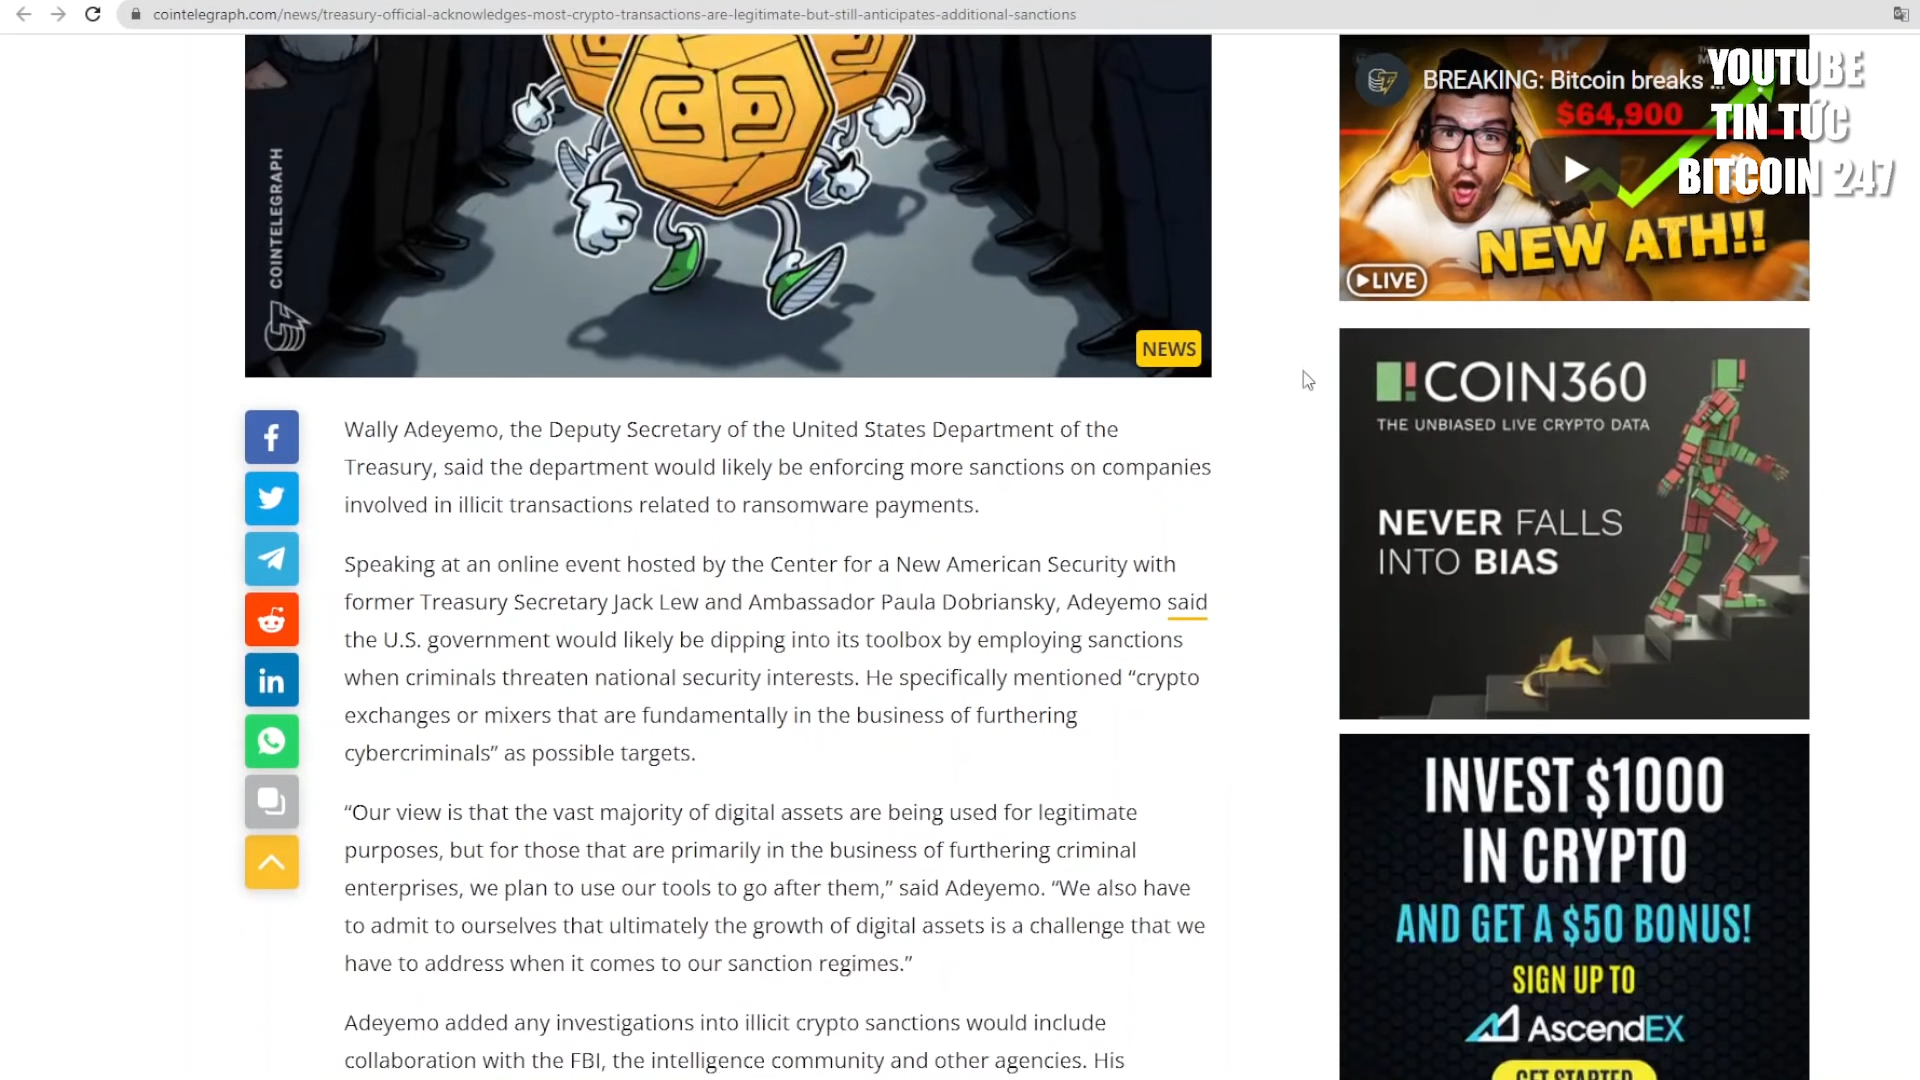 cointelegraph.com/news/treasury-official-acknowledges-most-crypto-transactions-are-legitimate-but-still-anticipates-additional-sanctions
COINTELEGRAPH
NEWS
Wally Adeyemo, the Deputy Secretary of the United States Department of the
Treasury, said the department would likely be enforcing more sanctions on companies
involved in illicit transactions related to ransomware payments.
Speaking at an online event hosted by the Center for a New American Security with
former Treasury Secretary Jack Lew and Ambassador Paula Dobriansky, Adeyemo said
the U.S. government would likely be dipping into its toolbox by employing sanctions
when criminals threaten national security interests. He specifically mentioned “crypto
exchanges or mixers that are fundamentally in the business of furthering
cybercriminals” as possible targets.
“Our view is that the vast majority of digital assets are being used for legitimate
purposes, but for those that are primarily in the business of furthering criminal
enterprises, we plan to use our tools to go after them,” said Adeyemo. “We also have
to admit to ourselves that ultimately the growth of digital assets is a challenge that we
have to address when it comes to our sanction regimes.”
Adeyemo added any investigations into illicit crypto sanctions would include
collaboration with the FBI, the intelligence community and other agencies. His
BREAKING: Bitcoin breaks ...
$64,900
NEW ATH!!
LIVE
YOUTUBE
TIN TỨC
BITCOIN 247
COIN360
THE UNBIASED LIVE CRYPTO DATA
NEVER FALLS
INTO BIAS
INVEST $1000
IN CRYPTO
AND GET A $50 BONUS!
SIGN UP TO
AscendEX
GET STARTED